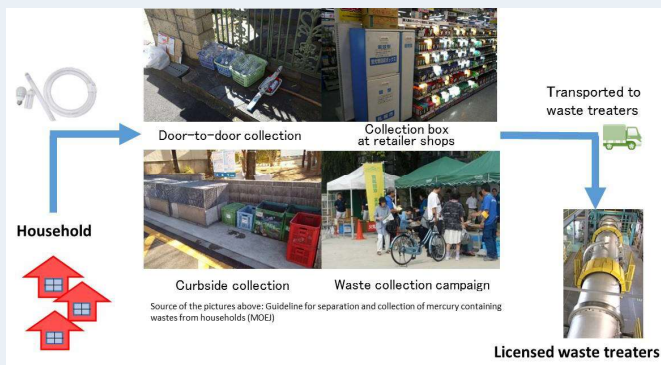 Door-to-door collection
Collection box
at retailer shops
Transported to
waste treaters
Household
Curbside collection
Waste collection campaign
Source of the pictures above: Guideline for separation and collection of mercury containing
wastes from households (MOEJ)
Licensed waste treaters